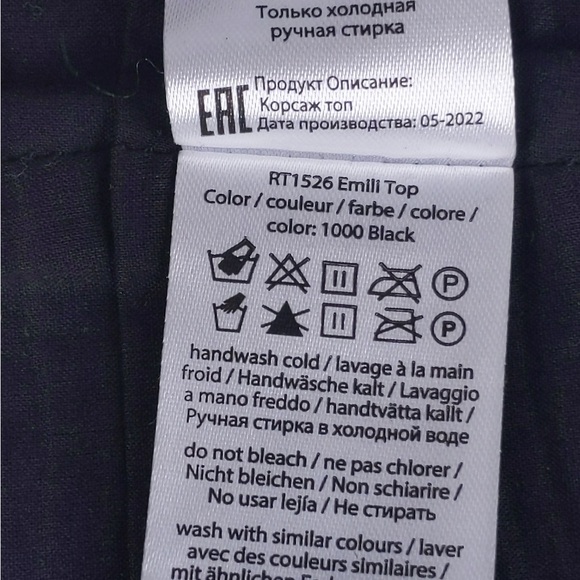 Только холодная
ручная стирка
EAC
Продукт Описание:
Корсаж топ
Дата производства: 05-2022
RT1526 Emili Top
Color / couleur / farbe / colore /
color: 1000 Black
P
P
handwash cold / lavage à la main
froid / Handwäsche kalt / Lavaggio
a mano freddo / handtvätta kallt /
Ручная стирка в холодной воде
do not bleach / ne pas chlorer /
Nicht bleichen / Non schiarire /
No usar lejía / Не стирать
wash with similar colours / laver
avec des couleurs similaires /
mit ähnlichen